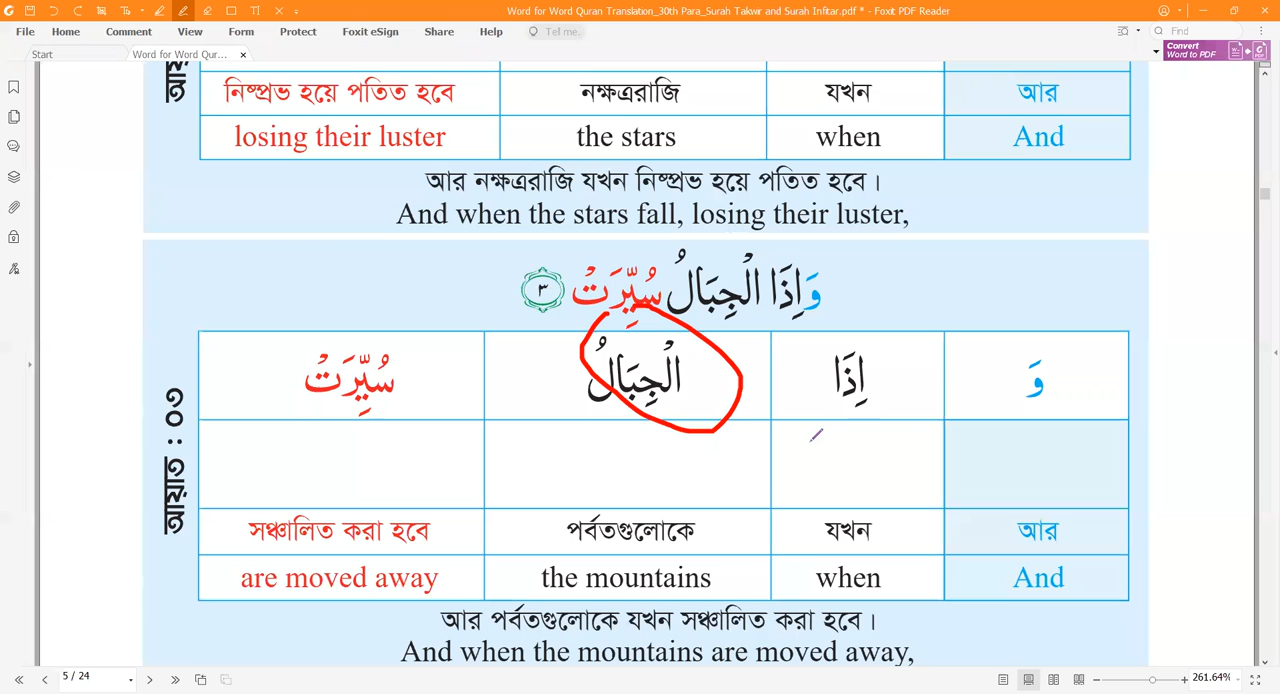 Word for Word Quran Translation_30th Para_Surah Takwir and Surah Infitar.pdf * - Foxit PDF Reader
File Home Comment View Form Protect Foxit eSign Share Help Tell me. Find
Start Word for Word Qur... × Convert Word to PDF
নিষ্প্রভ হয়ে পতিত হবে নক্ষত্ররাজি যখন আর
losing their luster the stars when And
আর নক্ষত্ররাজি যখন নিষ্প্রভ হয়ে পতিত হবে।
And when the stars fall, losing their luster,
وَاِذَا الْجِبَالُ سُيِّرَتْ ۳
وَ اِذَا الْجِبَالُ سُيِّرَتْ
আয়াত : ০৩
সঞ্চালিত করা হবে পর্বতগুলোকে যখন আর
are moved away the mountains when And
আর পর্বতগুলোকে যখন সঞ্চালিত করা হবে।
And when the mountains are moved away,
5 / 24 261.64%